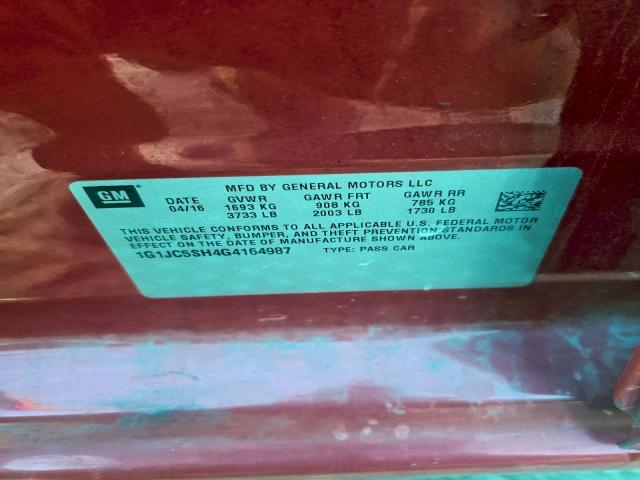 GM
MFD BY GENERAL MOTORS LLC
DATE GVWR GAWR FRT GAWR RR
04/16 1693 KG 908 KG 785 KG
3733 LB 2003 LB 1730 LB
THIS VEHICLE CONFORMS TO ALL APPLICABLE U.S. FEDERAL MOTOR
VEHICLE SAFETY, BUMPER, AND THEFT PREVENTION STANDARDS IN
EFFECT ON THE DATE OF MANUFACTURE SHOWN ABOVE.
1G1JC5SH4G4164987 TYPE: PASS CAR